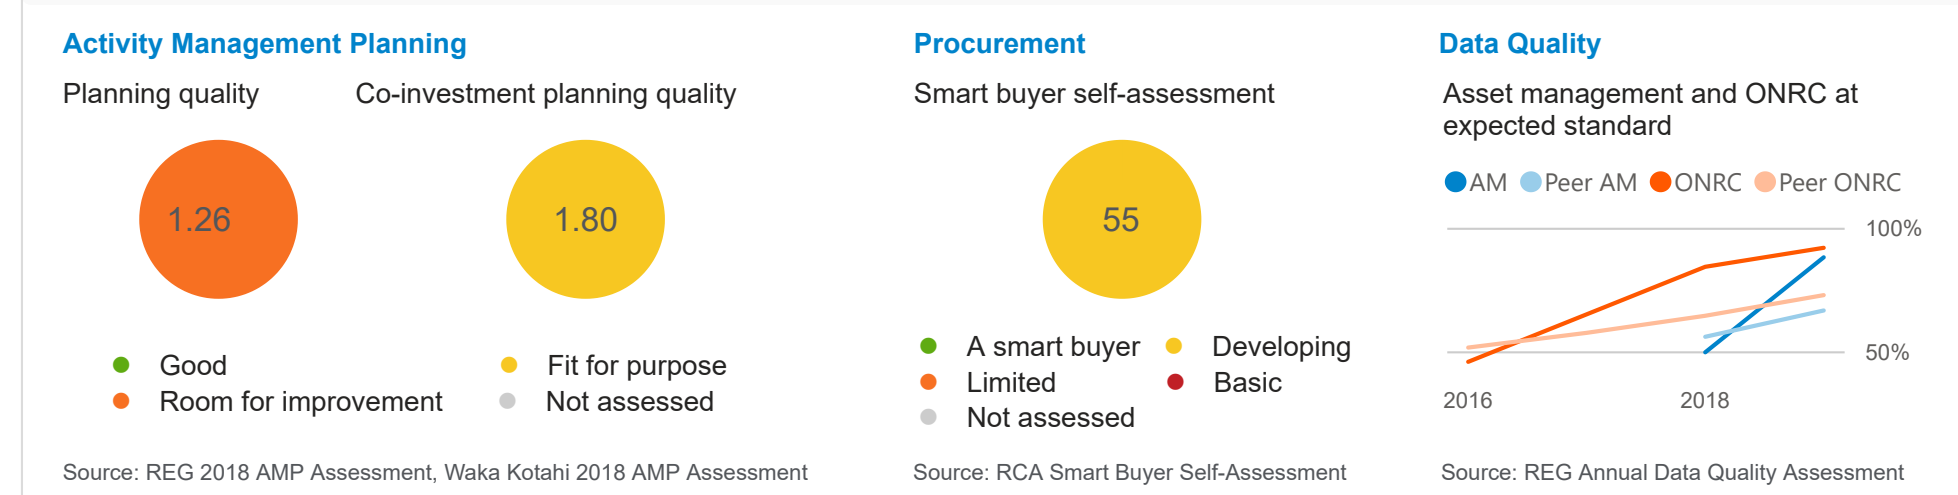 Activity Management Planning
Planning quality
Co-investment planning quality
1.26
1.80
Good
Fit for purpose
Room for improvement
Not assessed
Source: REG 2018 AMP Assessment, Waka Kotahi 2018 AMP Assessment
Procurement
Smart buyer self-assessment
55
A smart buyer
Developing
Limited
Basic
Not assessed
Source: RCA Smart Buyer Self-Assessment
Data Quality
Asset management and ONRC at
expected standard
AM Peer AM ONRC Peer ONRC
100%
50%
2016
2018
Source: REG Annual Data Quality Assessment